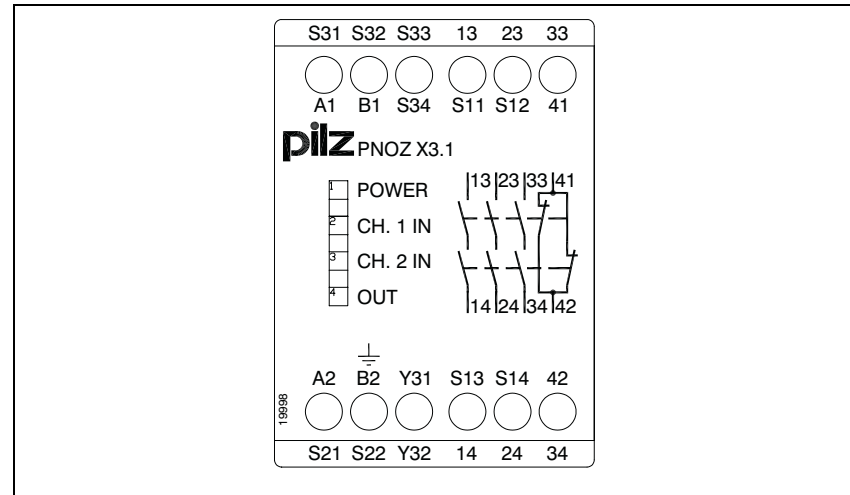 S31 S32 S33 13 23 33
A1 B1 S34 S11 S12 41
pilz PNOZ X3.1
13 23 33 41
1 POWER
2 CH. 1 IN
3 CH. 2 IN
4 OUT
14 24 34 42
A2 B2 Y31 S13 S14 42
19998
S21 S22 Y32 14 24 34